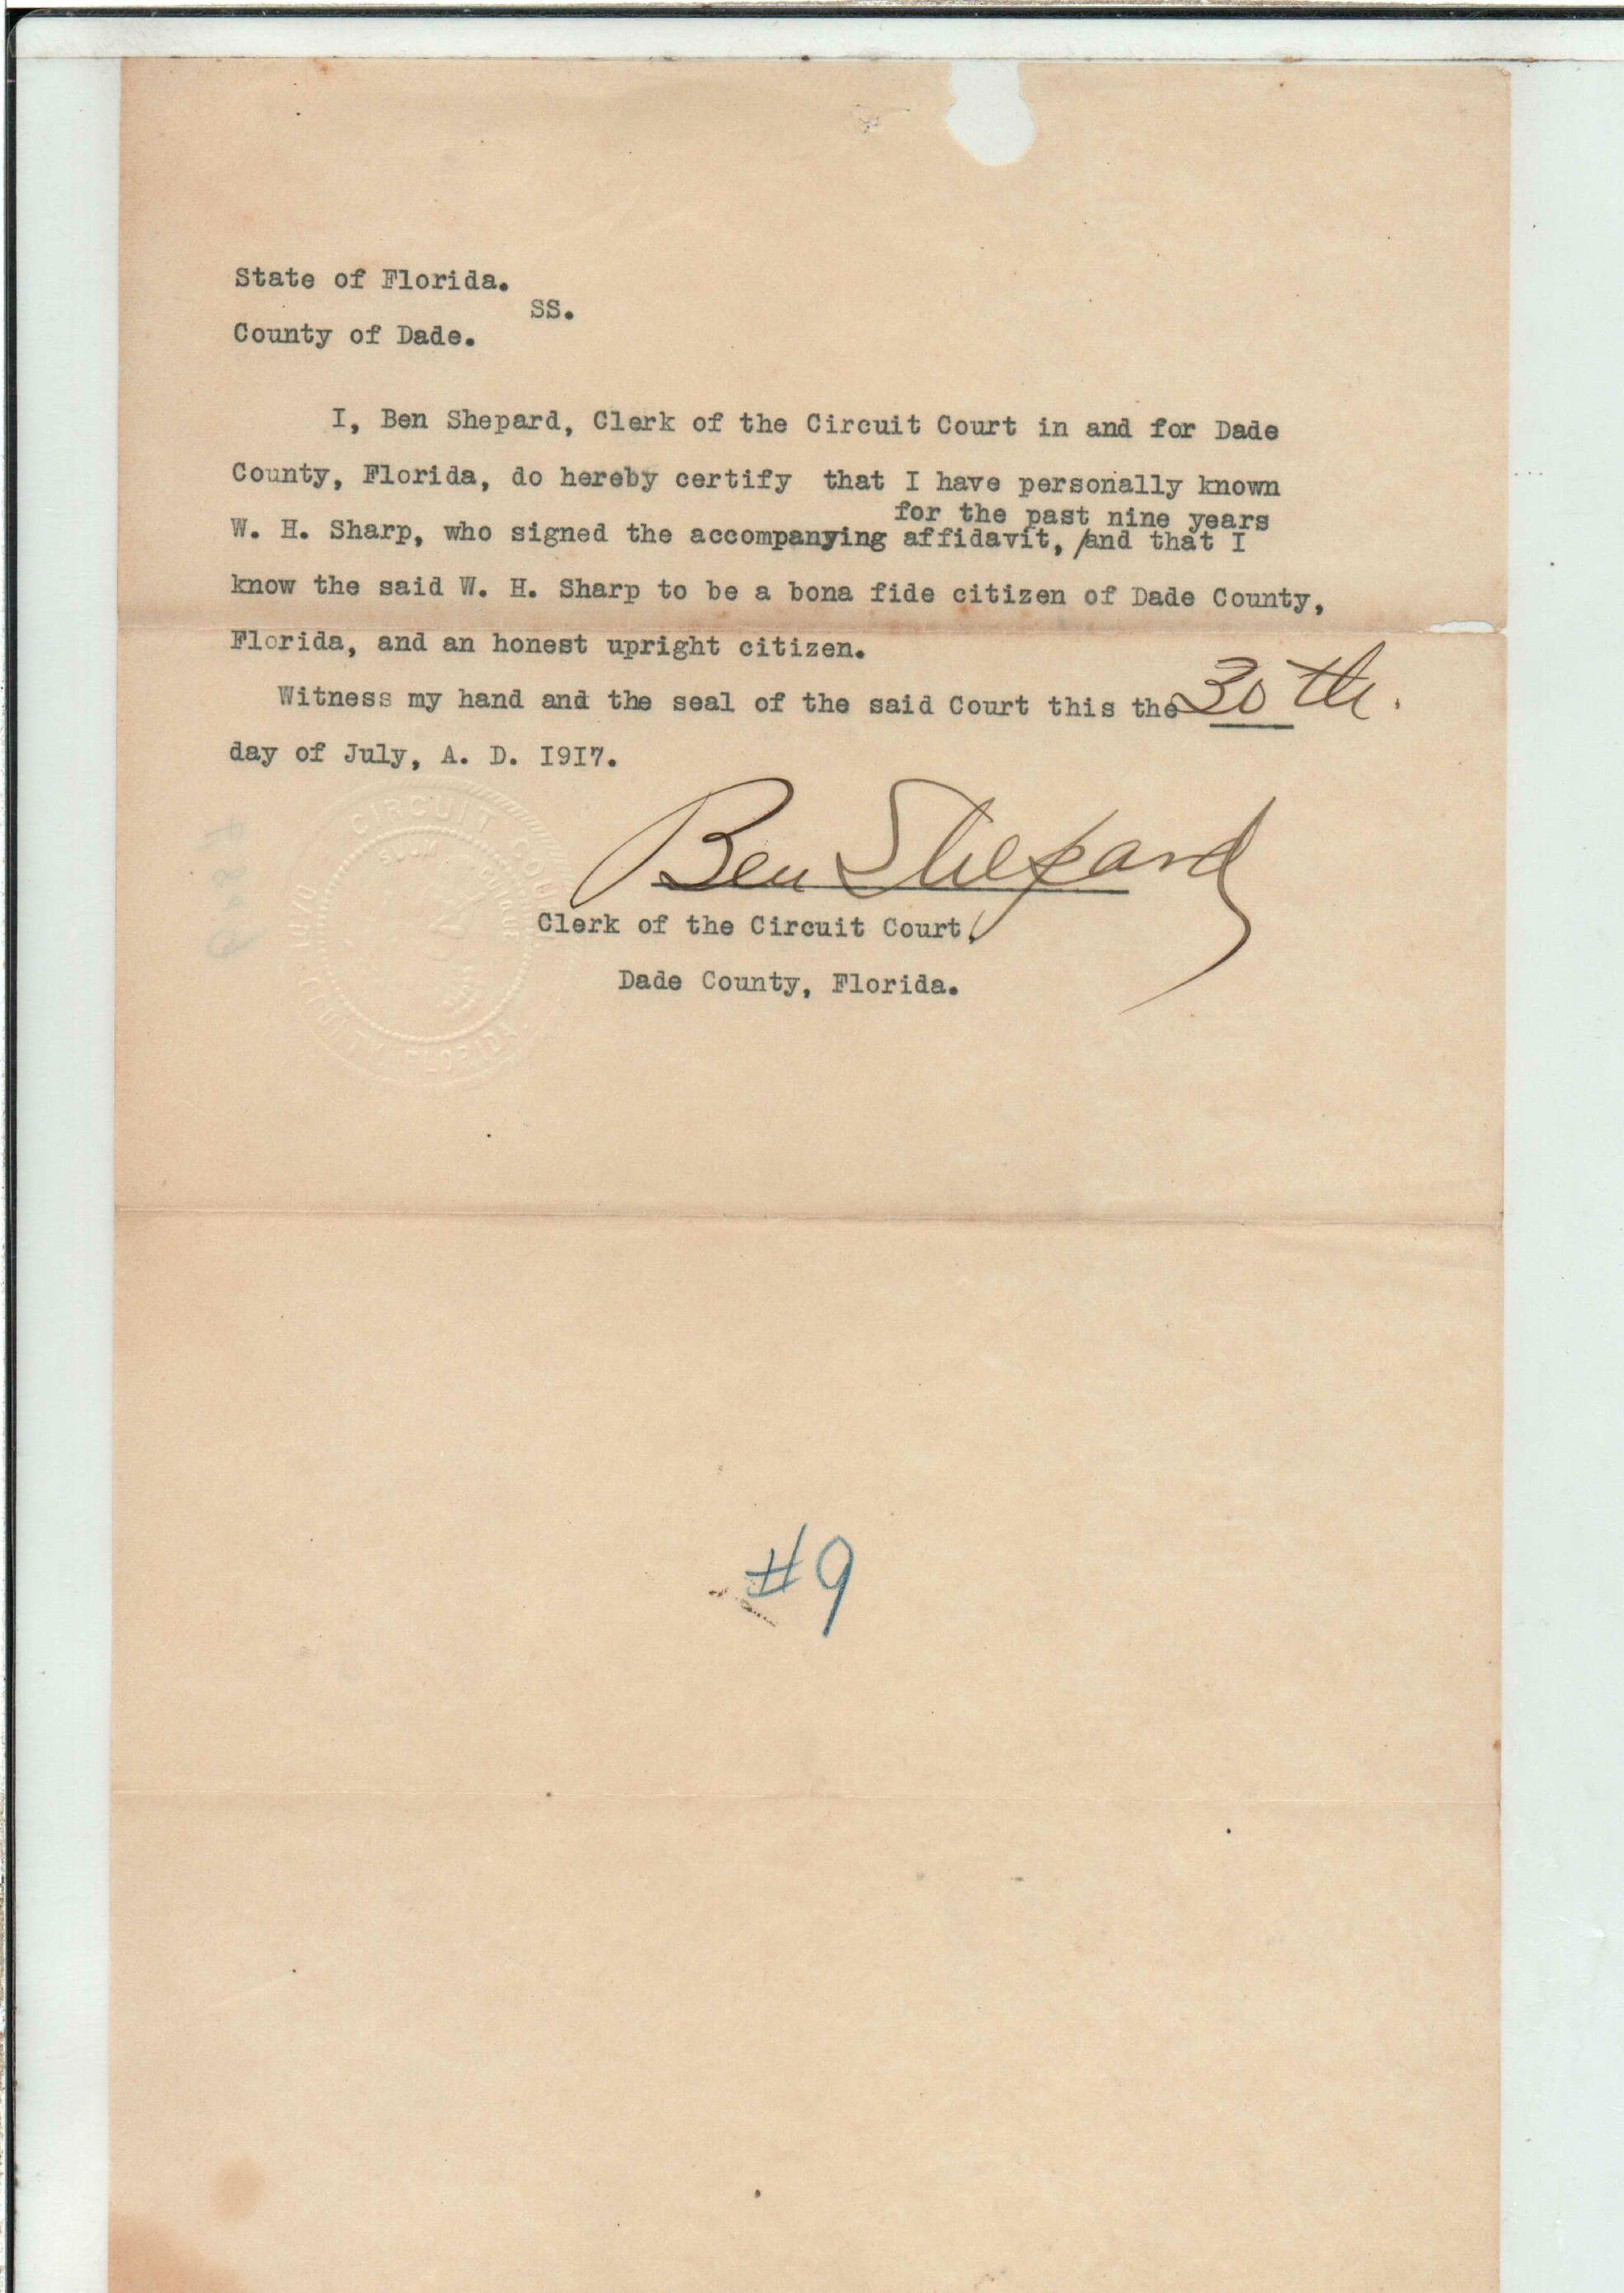 State of Florida.
SS.
County of Dade.
I, Ben Shepard, Clerk of the Circuit Court in and for Dade
County, Florida, do hereby certify that I have personally known
for the past nine years
W. H. Sharp, who signed the accompanying affidavit, /and that I
know the said W. H. Sharp to be a bona fide citizen of Dade County,
Florida, and an honest upright citizen.
Witness my hand and the seal of the said Court this the 30th.
day of July, A. D. I9I7.
Ben Shepard
Clerk of the Circuit Court,
Dade County, Florida.
CIRCUIT COU
FLORIDA
#9